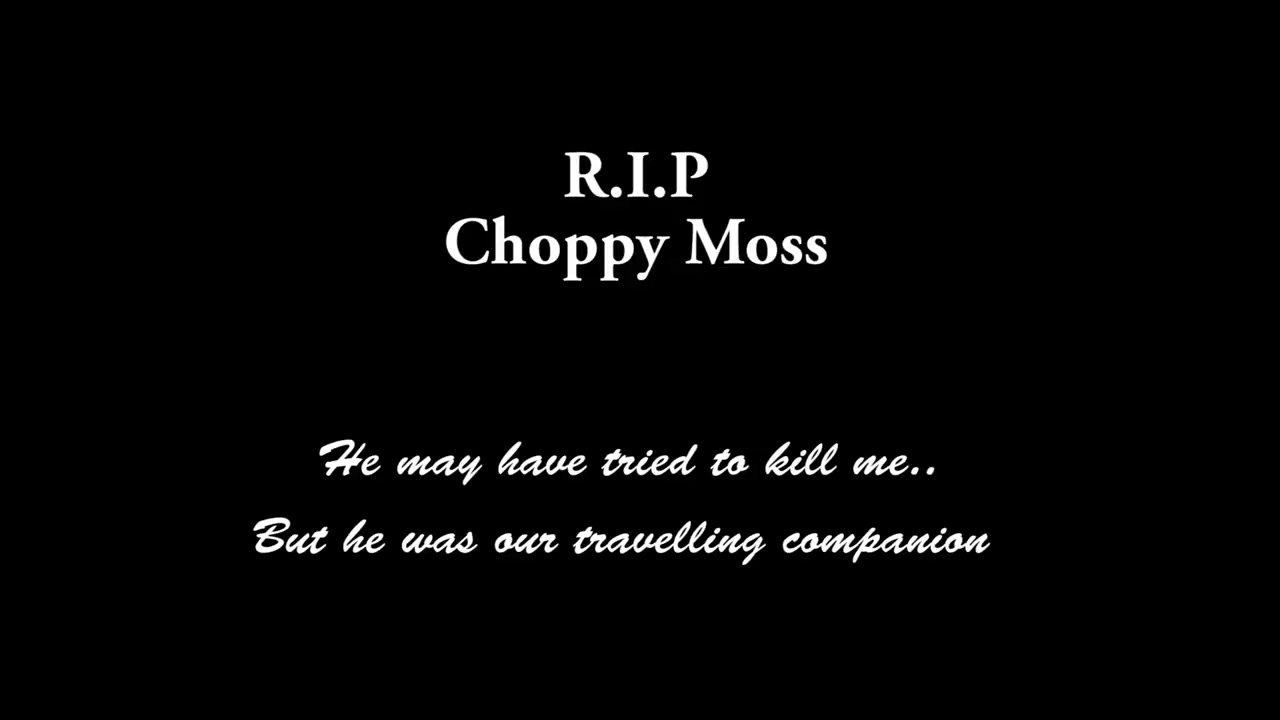 R.I.P
Choppy Moss
He may have tried to kill me..
But he was our travelling companion